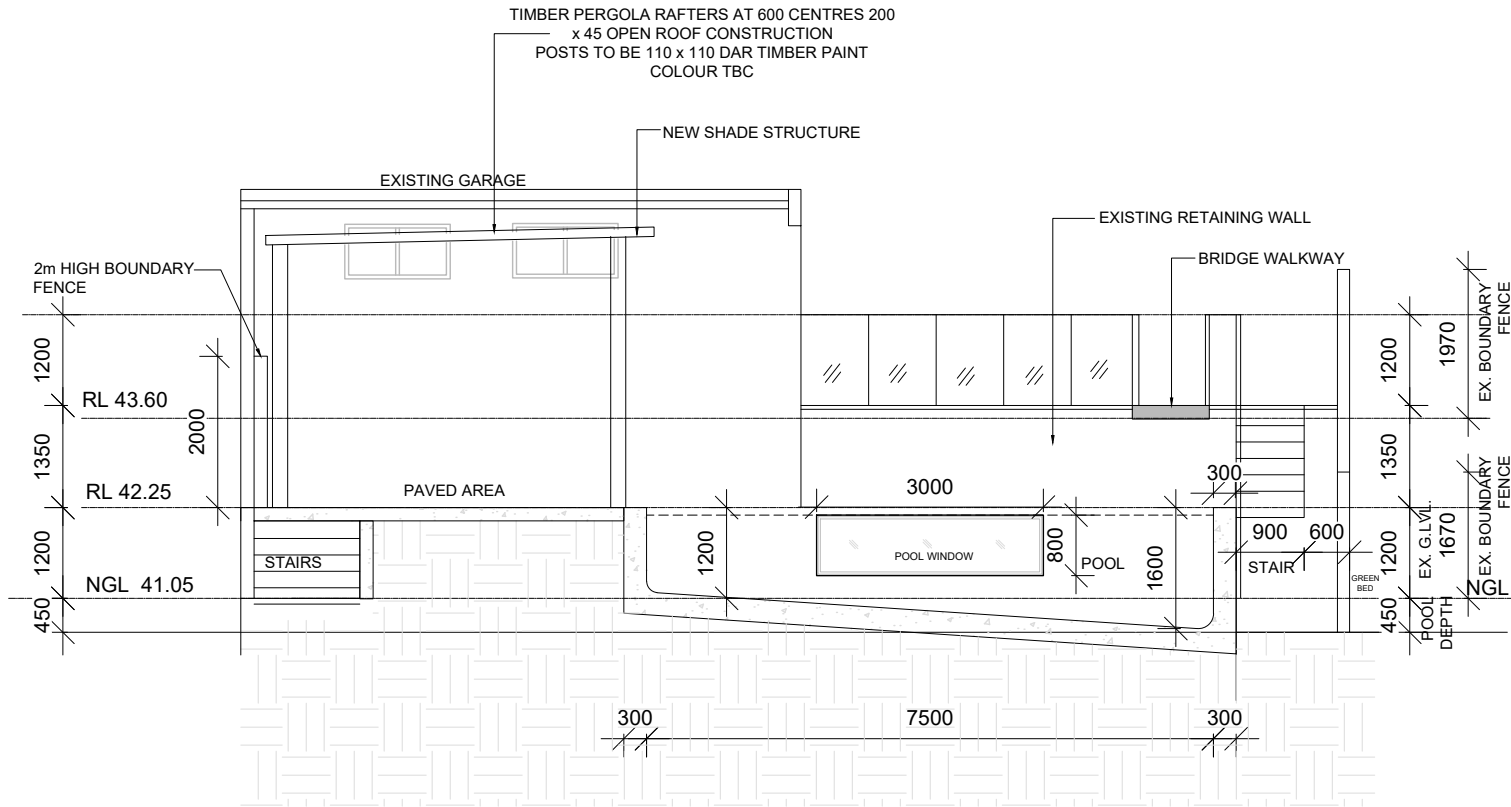 TIMBER PERGOLA RAFTERS AT 600 CENTRES 200
x 45 OPEN ROOF CONSTRUCTION
POSTS TO BE 110 x 110 DAR TIMBER PAINT
COLOUR TBC
NEW SHADE STRUCTURE
EXISTING GARAGE
EXISTING RETAINING WALL
BRIDGE WALKWAY
2m HIGH BOUNDARY
FENCE
1200
1350
1200
450
2000
RL 43.60
RL 42.25
NGL 41.05
PAVED AREA
STAIRS
3000
300
1200
POOL WINDOW
800
POOL
1600
900
600
STAIR
GREEN
BED
1200
1350
1200
450
EX. G.LVL.
POOL
DEPTH
1970
EX. BOUNDARY
FENCE
1670
EX. BOUNDARY
FENCE
NGL
300
7500
300